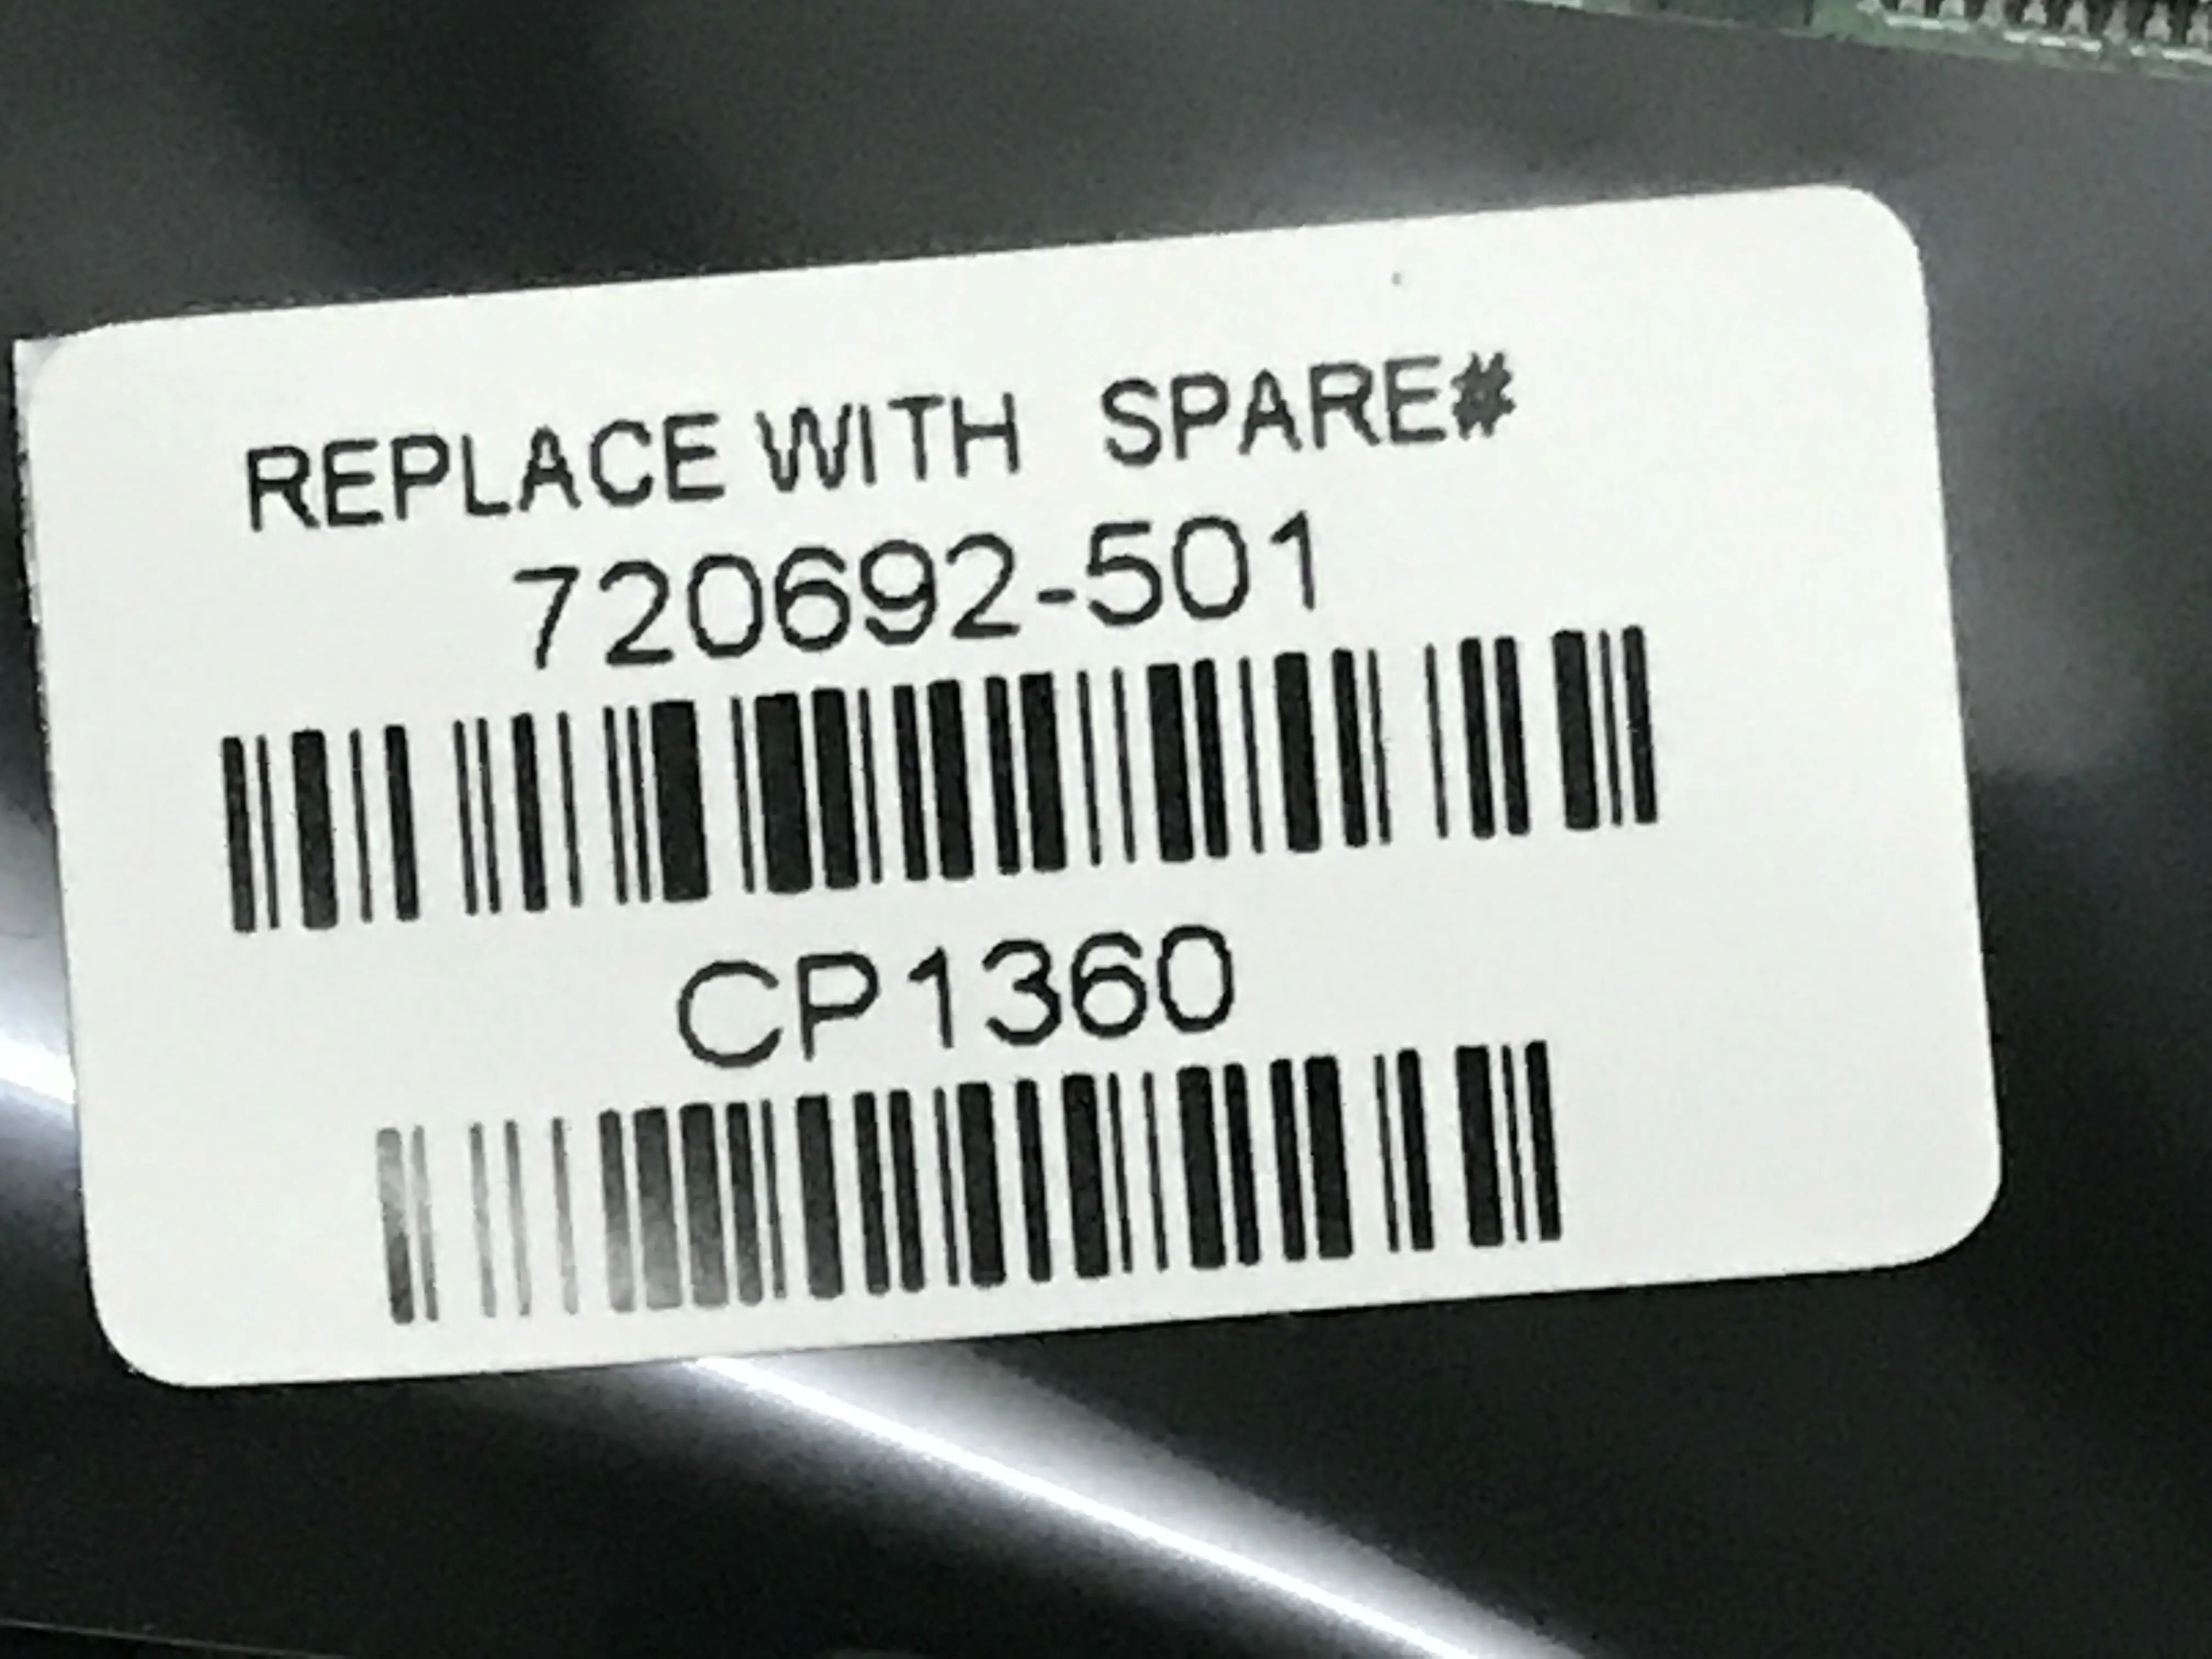 REPLACE WITH SPARE#
720692-501
CP1360